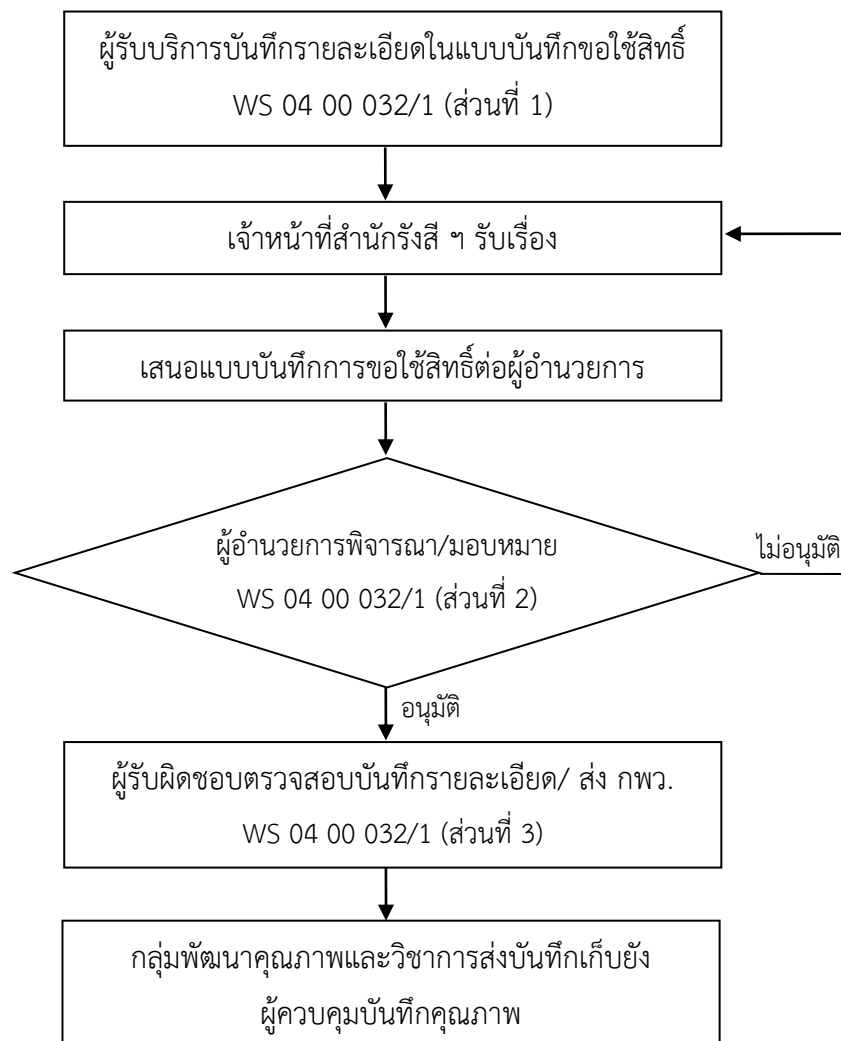 ผู้รับบริการบันทึกรายละเอียดในแบบบันทึกขอใช้สิทธิ์
WS 04 00 032/1 (ส่วนที่ 1)
เจ้าหน้าที่สำนักรังสี ฯ รับเรื่อง
เสนอแบบบันทึกการขอใช้สิทธิ์ต่อผู้อำนวยการ
ผู้อำนวยการพิจารณา/มอบหมาย
WS 04 00 032/1 (ส่วนที่ 2)
ไม่อนุมัติ
อนุมัติ
ผู้รับผิดชอบตรวจสอบบันทึกรายละเอียด/ ส่ง กพว.
WS 04 00 032/1 (ส่วนที่ 3)
กลุ่มพัฒนาคุณภาพและวิชาการส่งบันทึกเก็บยัง
ผู้ควบคุมบันทึกคุณภาพ